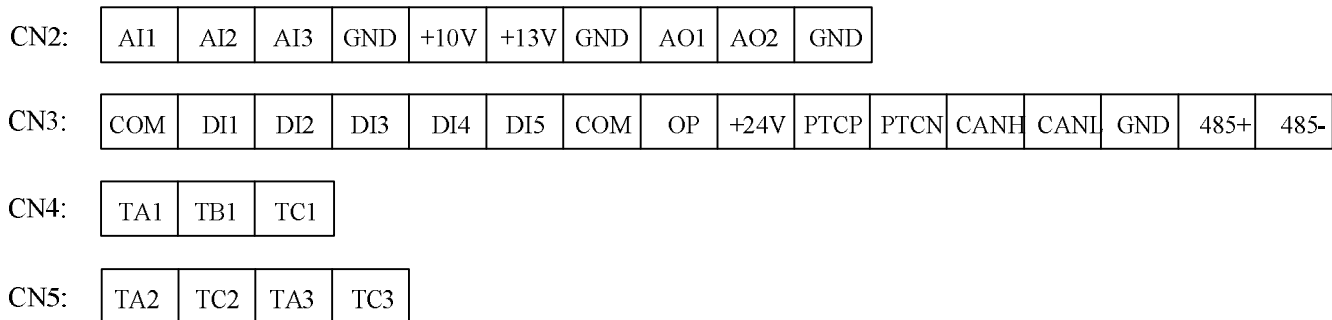 CN2: AI1 AI2 AI3 GND +10V +13V GND AO1 AO2 GND
CN3: COM DI1 DI2 DI3 DI4 DI5 COM OP +24V PTCP PTCN CANH CANL GND 485+ 485-
CN4: TA1 TB1 TC1
CN5: TA2 TC2 TA3 TC3